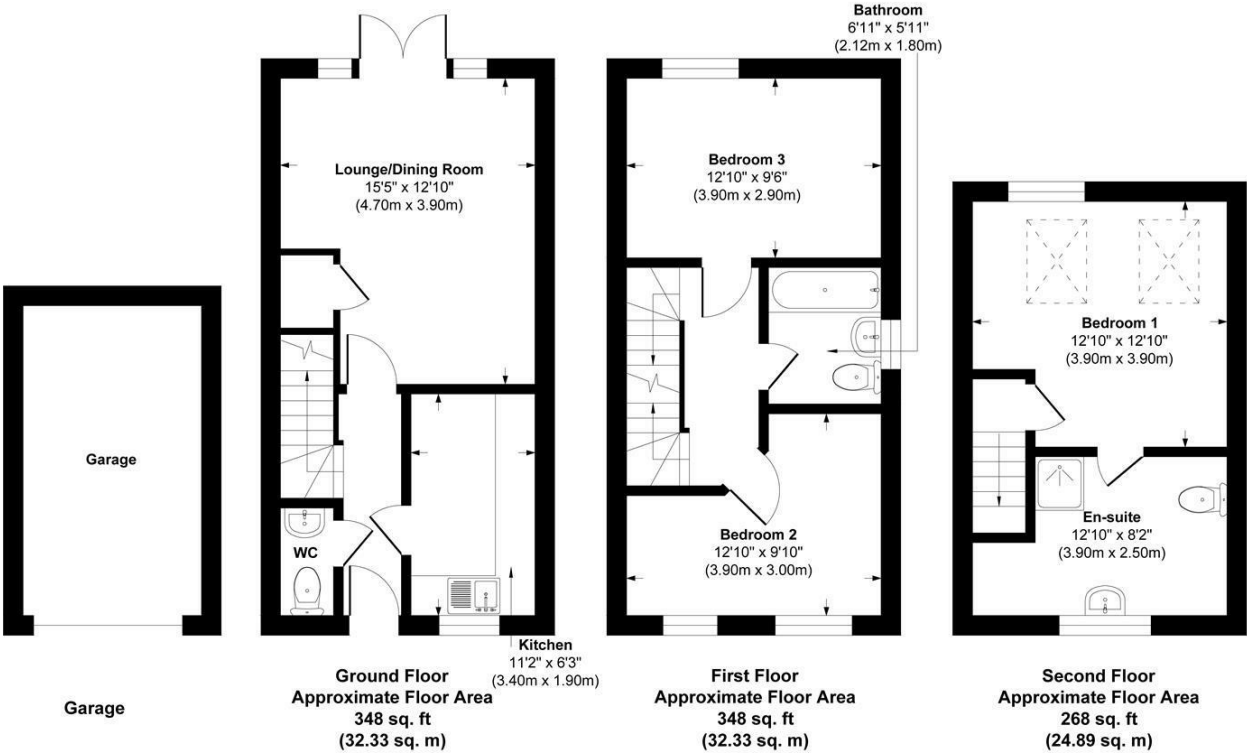 Bathroom
6'11" x 5'11"
(2.12m x 1.80m)
Lounge/Dining Room
15'5" x 12'10"
(4.70m x 3.90m)
Bedroom 3
12'10" x 9'6"
(3.90m x 2.90m)
Bedroom 1
12'10" x 12'10"
(3.90m x 3.90m)
Garage
WC
Bedroom 2
12'10" x 9'10"
(3.90m x 3.00m)
En-suite
12'10" x 8'2"
(3.90m x 2.50m)
Kitchen
11'2" x 6'3"
(3.40m x 1.90m)
Garage
Ground Floor
Approximate Floor Area
348 sq. ft
(32.33 sq. m)
First Floor
Approximate Floor Area
348 sq. ft
(32.33 sq. m)
Second Floor
Approximate Floor Area
268 sq. ft
(24.89 sq. m)